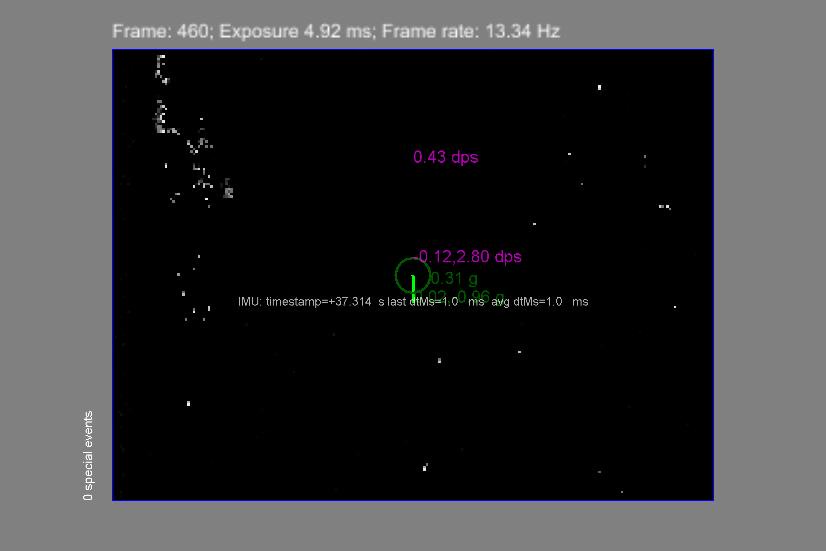 Frame: 460; Exposure 4.92 ms; Frame rate: 13.34 Hz
0.43 dps
-0.12,2.80 dps
0.31 g
0.96 g
IMU: timestamp=+37.314 s last dtMs=1.0 ms avg dtMs=1.0 ms
0 special events